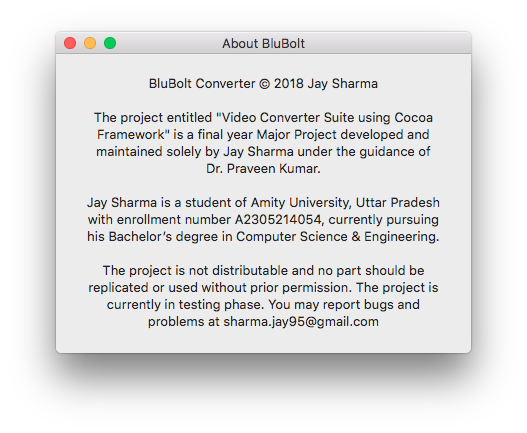 About BluBolt
BluBolt Converter © 2018 Jay Sharma
The project entitled "Video Converter Suite using Cocoa
Framework" is a final year Major Project developed and
maintained solely by Jay Sharma under the guidance of
Dr. Praveen Kumar.
Jay Sharma is a student of Amity University, Uttar Pradesh
with enrollment number A2305214054, currently pursuing
his Bachelor's degree in Computer Science & Engineering.
The project is not distributable and no part should be
replicated or used without prior permission. The project is
currently in testing phase. You may report bugs and
problems at sharma.jay95@gmail.com